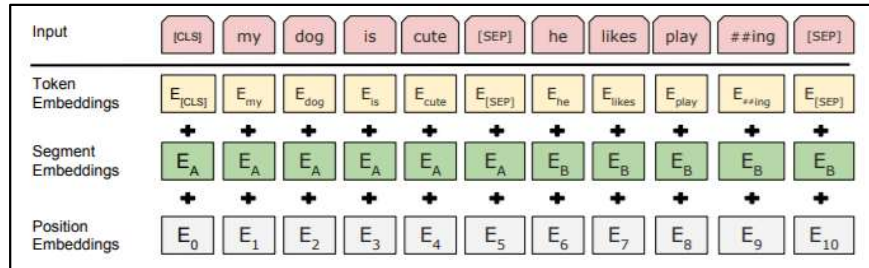 Input [CLS] my dog is cute [SEP] he likes play ##ing [SEP]
Token
Embeddings
E[CLS] Emy Edog Eis Ecute E[SEP] Ehe Elikes Eplay E##ing E[SEP]
+ + + + + + + + + + +
Segment
Embeddings
EA EA EA EA EA EA EB EB EB EB EB
+ + + + + + + + + + +
Position
Embeddings
E0 E1 E2 E3 E4 E5 E6 E7 E8 E9 E10